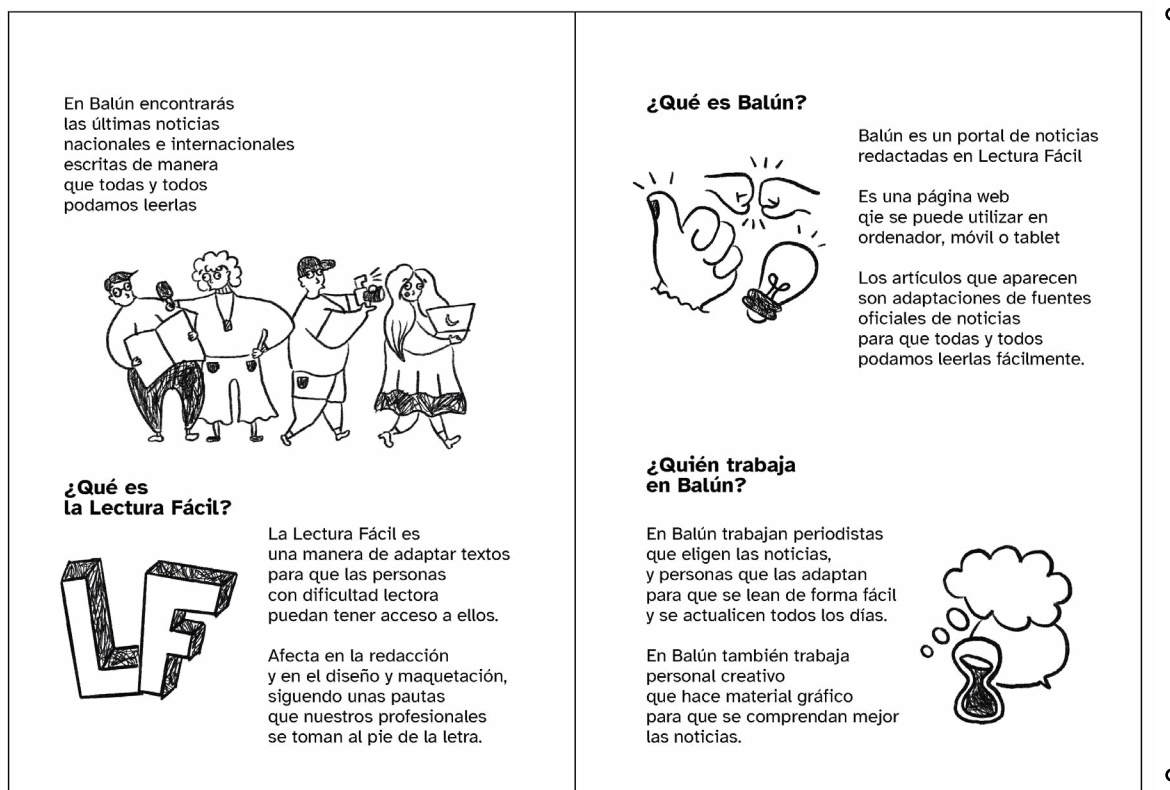 En Balún encontrarás
las últimas noticias
nacionales e internacionales
escritas de manera
que todas y todos
podamos leerlas
¿Qué es
la Lectura Fácil?
LF
La Lectura Fácil es
una manera de adaptar textos
para que las personas
con dificultad lectora
puedan tener acceso a ellos.
Afecta en la redacción
y en el diseño y maquetación,
siguendo unas pautas
que nuestros profesionales
se toman al pie de la letra.
¿Qué es Balún?
Balún es un portal de noticias
redactadas en Lectura Fácil
Es una página web
qie se puede utilizar en
ordenador, móvil o tablet
Los artículos que aparecen
son adaptaciones de fuentes
oficiales de noticias
para que todas y todos
podamos leerlas fácilmente.
¿Quién trabaja
en Balún?
En Balún trabajan periodistas
que eligen las noticias,
y personas que las adaptan
para que se lean de forma fácil
y se actualicen todos los días.
En Balún también trabaja
personal creativo
que hace material gráfico
para que se comprendan mejor
las noticias.